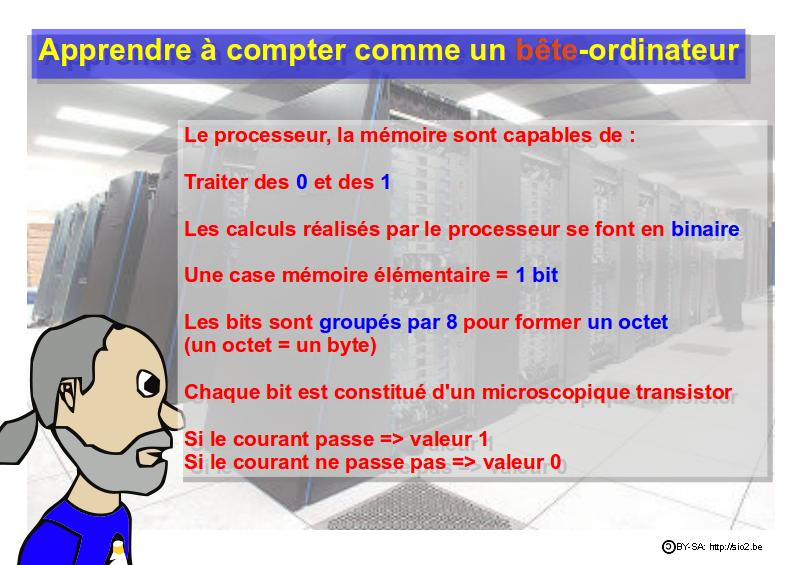 Apprendre à compter comme un bête-ordinateur
Le processeur, la mémoire sont capables de :
Traiter des 0 et des 1
Les calculs réalisés par le processeur se font en binaire
Une case mémoire élémentaire = 1 bit
Les bits sont groupés par 8 pour former un octet
(un octet = un byte)
Chaque bit est constitué d'un microscopique transistor
Si le courant passe => valeur 1
Si le courant ne passe pas => valeur 0
BY-SA: http://sio2.be